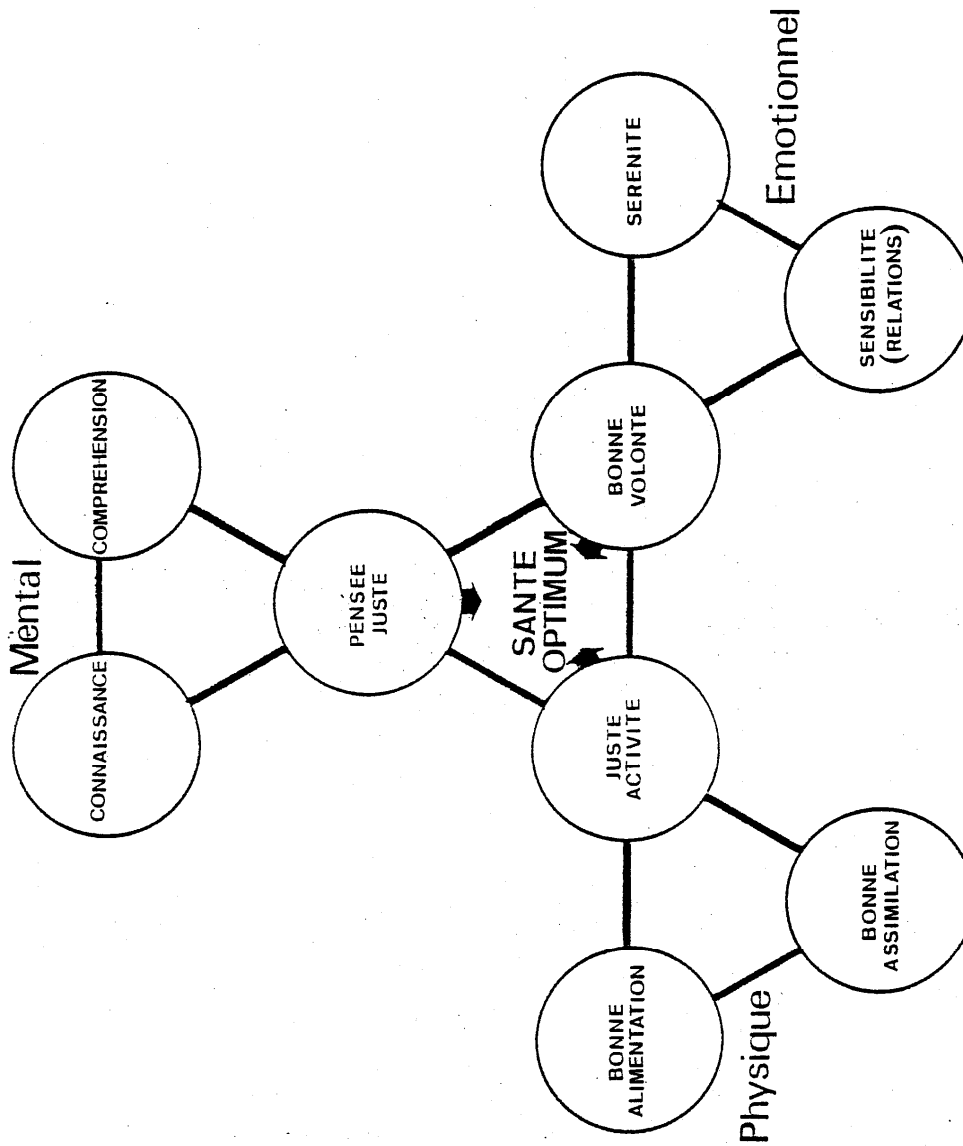 Mental
CONNAISSANCE
COMPREHENSION
PENSEE
JUSTE
SANTE
OPTIMUM
JUSTE
ACTIVITE
BONNE
VOLONTE
SERENITE
Emotionnel
SENSIBILITE
(RELATIONS)
BONNE
ALIMENTATION
Physique
BONNE
ASSIMILATION